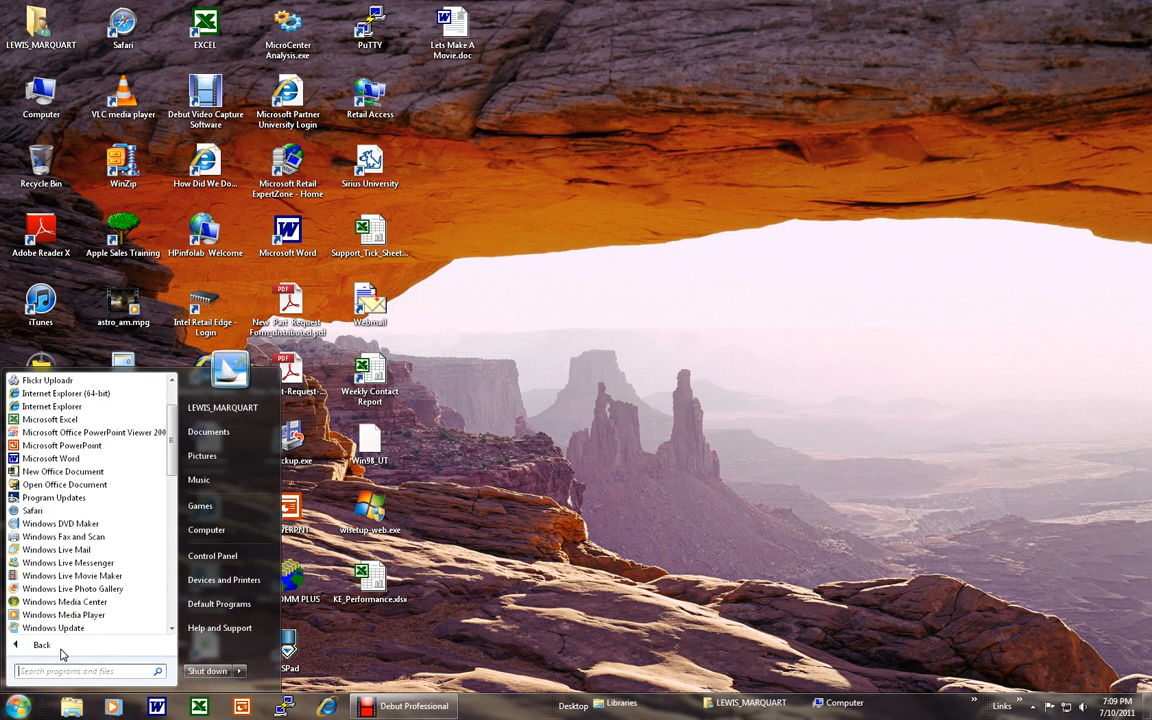 LEWIS_MARQUART
Safari
EXCEL
MicroCenter
Analysis.exe
PuTTY
Lets Make A
Movie.doc
Computer
VLC media player
Debut Video Capture
Software
Microsoft Partner
University Login
Retail Access
Recycle Bin
WinZip
How Did We Do...
Microsoft Retail
ExpertZone - Home
Sirius University
Adobe Reader X
Apple Sales Training
HPinfolab Welcome
Microsoft Word
Support_Tick_Sheet...
iTunes
astro_am.mpg
Intel Retail Edge -
Login
New_Part_Request_
Form-distributed.pdf
Webmail
t-Request-...
Weekly Contact
Report
ckup.exe
Win98_UT
ERPNT
wlsetup-web.exe
OMM PLUS
KE_Performance.xlsx
SPad
Flickr Uploadr
Internet Explorer (64-bit)
Internet Explorer
Microsoft Excel
Microsoft Office PowerPoint Viewer 200
Microsoft PowerPoint
Microsoft Word
New Office Document
Open Office Document
Program Updates
Safari
Windows DVD Maker
Windows Fax and Scan
Windows Live Mail
Windows Live Messenger
Windows Live Movie Maker
Windows Live Photo Gallery
Windows Media Center
Windows Media Player
Windows Update
Back
Search programs and files
LEWIS_MARQUART
Documents
Pictures
Music
Games
Computer
Control Panel
Devices and Printers
Default Programs
Help and Support
Shut down
Debut Professional
Desktop
Libraries
LEWIS_MARQUART
Computer
»
Links
»
7:09 PM
7/10/2011